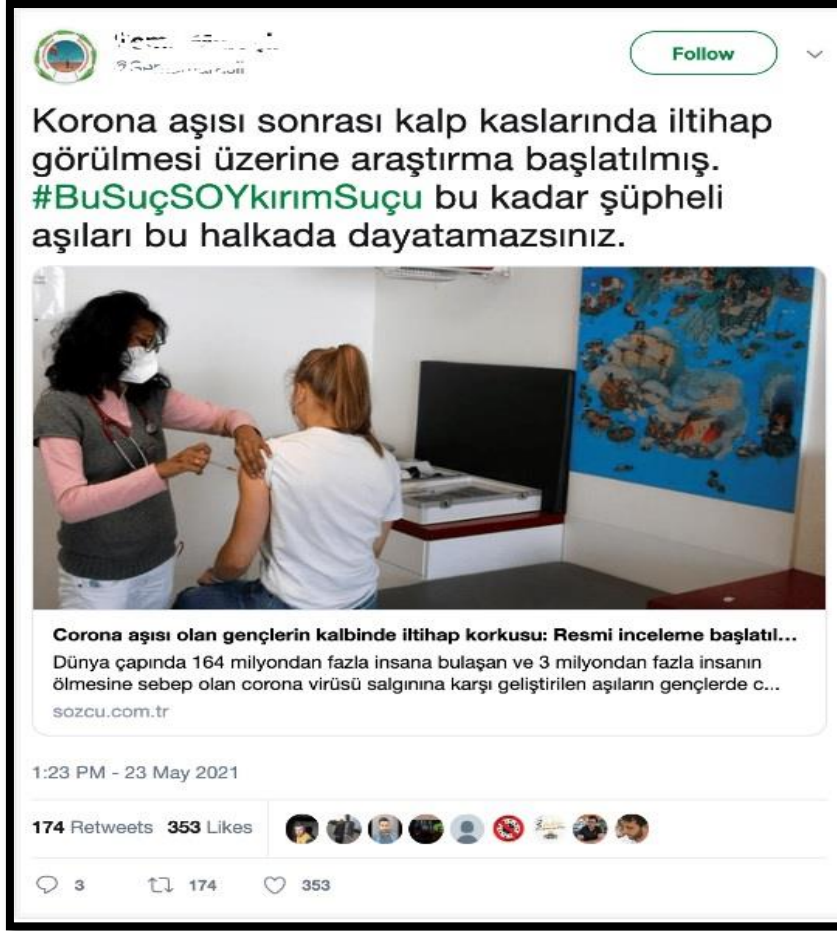 Follow
Korona aşısı sonrası kalp kaslarında iltihap
görülmesi üzerine araştırma başlatılmış.
#BuSuçSOYkırımSuçu bu kadar şüpheli
aşıları bu halkada dayatamazsınız.
Corona aşısı olan gençlerin kalbinde iltihap korkusu: Resmi inceleme başlatıl...
Dünya çapında 164 milyondan fazla insana bulaşan ve 3 milyondan fazla insanın
ölmesine sebep olan corona virüsü salgınına karşı geliştirilen aşıların gençlerde c...
sozcu.com.tr
1:23 PM - 23 May 2021
174 Retweets 353 Likes
3 174 353